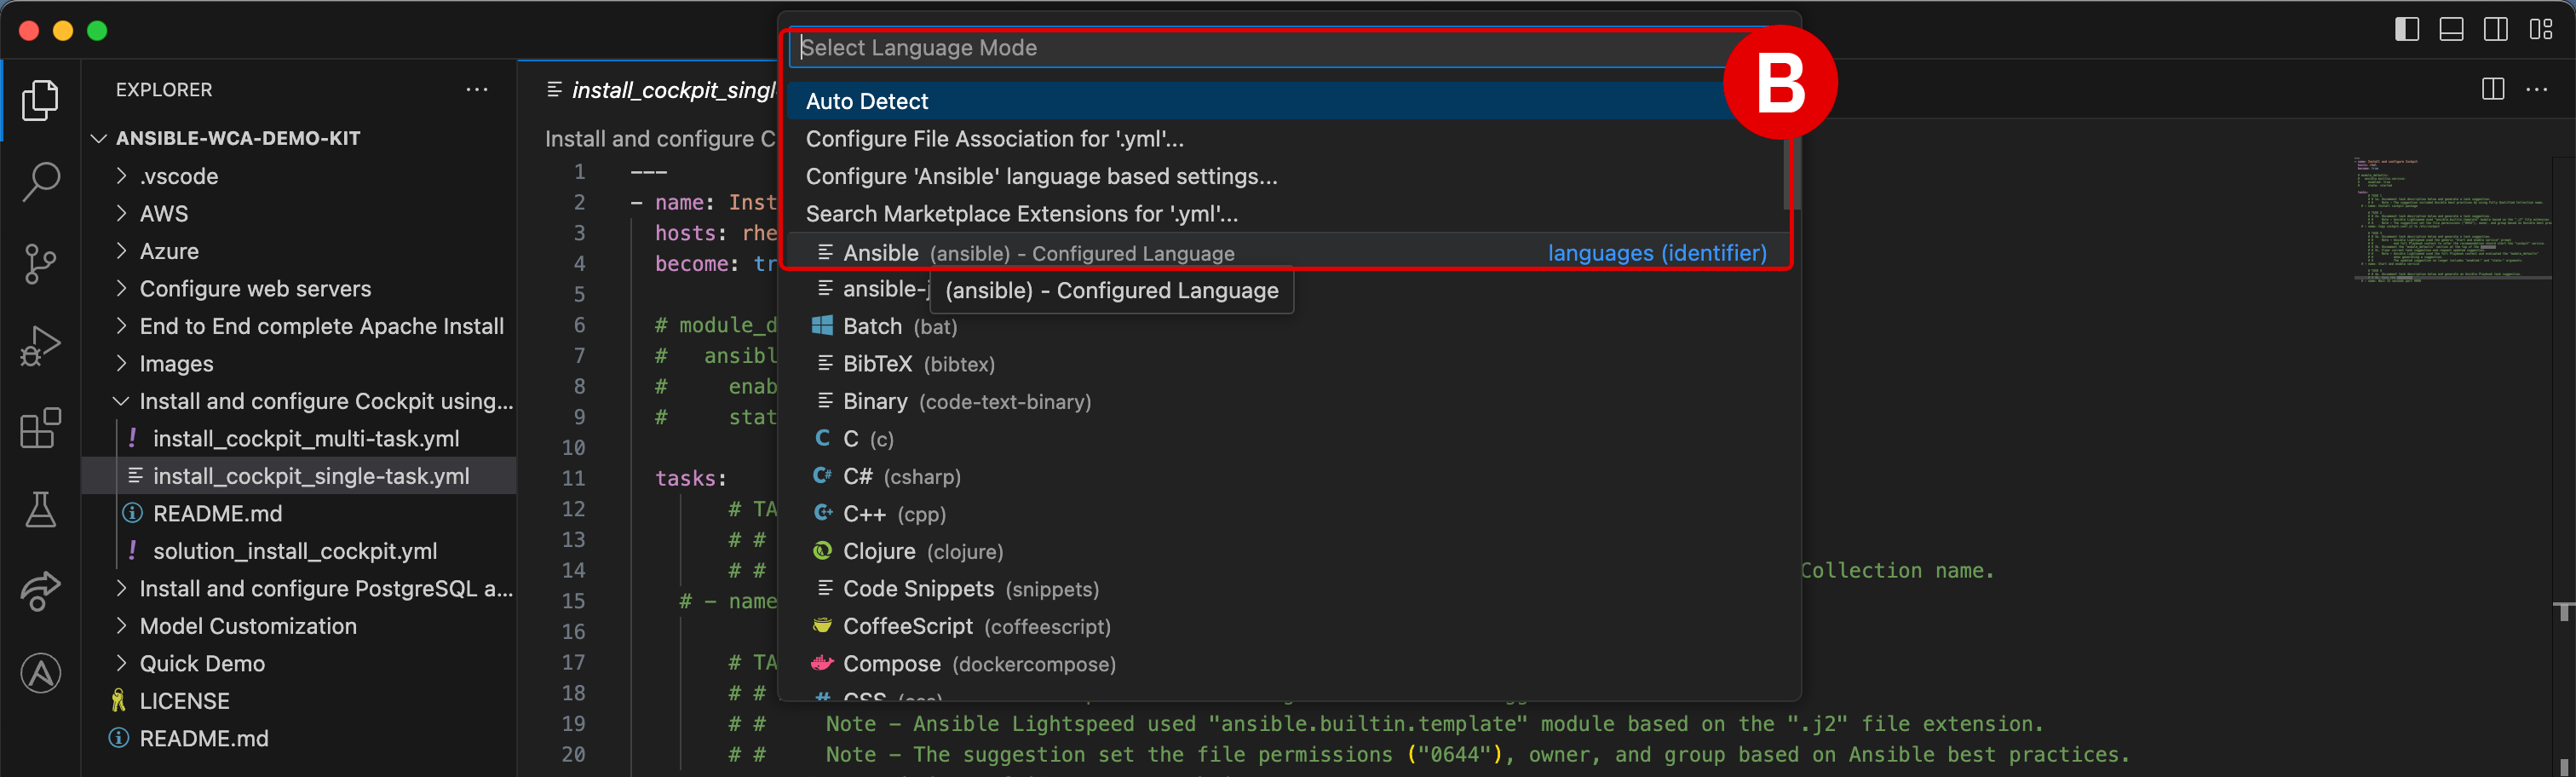 Select Language Mode
B
EXPLORER
install_cockpit_singl
Auto Detect
ANSIBLE-WCA-DEMO-KIT
Install and configure C
Configure File Association for '.yml'...
.vscode
1 ---
Configure 'Ansible' language based settings...
AWS
2 - name: Inst
Search Marketplace Extensions for '.yml'...
Azure
3 hosts: rhe
Ansible (ansible) - Configured Language languages (identifier)
4 become: tr
Configure web servers
5
ansible-j
(ansible) - Configured Language
End to End complete Apache Install
6 # module_d
Batch (bat)
Images
7 # ansibl
BibTeX (bibtex)
8 # enab
Install and configure Cockpit using...
9 # stat
Binary (code-text-binary)
install_cockpit_multi-task.yml
10
C (c)
install_cockpit_single-task.yml
11 tasks:
C# (csharp)
README.md
12 # TA
C++ (cpp)
solution_install_cockpit.yml
13 # #
Clojure (clojure)
14 # # Collection name.
Install and configure PostgreSQL a...
15 # - name
Code Snippets (snippets)
Model Customization
16
CoffeeScript (coffeescript)
Quick Demo
17 # TA
Compose (dockercompose)
LICENSE
18 # #
CSS (css)
19 # # Note - Ansible Lightspeed used "ansible.builtin.template" module based on the ".j2" file extension.
README.md
20 # # Note - The suggestion set the file permissions ("0644"), owner, and group based on Ansible best practices.